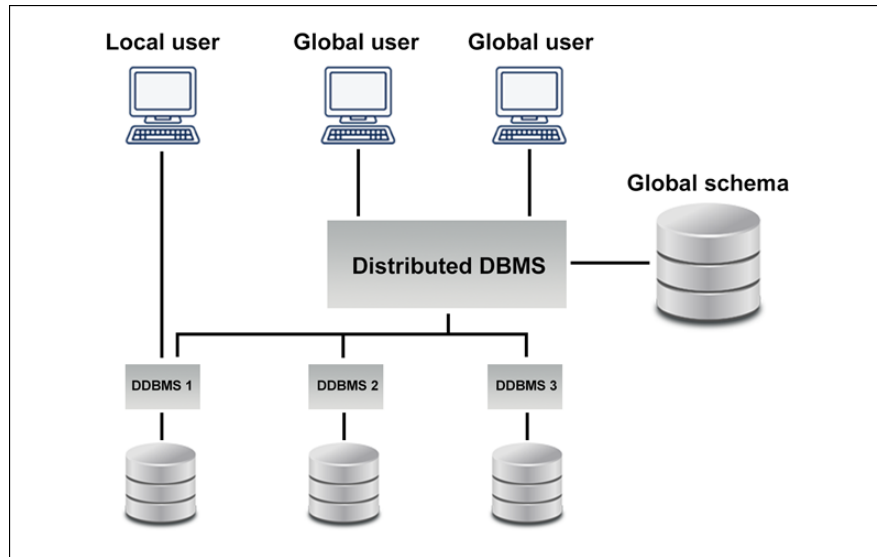 Local user
Global user
Global user
Global schema
Distributed DBMS
DDBMS 1
DDBMS 2
DDBMS 3